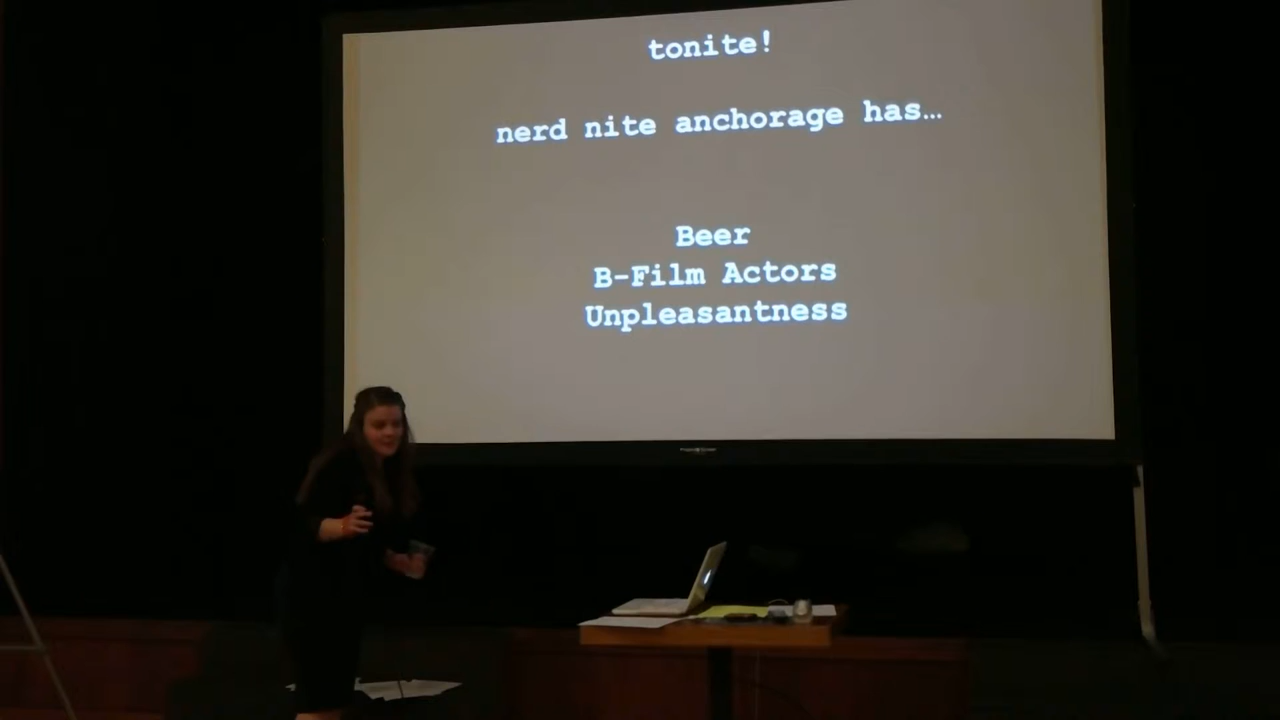 tonite!
nerd nite anchorage has…
Beer
B-Film Actors
Unpleasantness